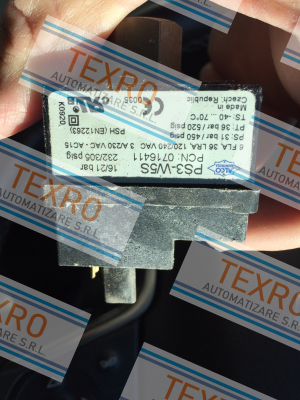 PS3-W5S
PCN: 0716411
16/21 bar
232/305 psig
6 FLA 36 LRA, 120/240 VAC
3 A/230 VAC - AC15
PS: 31 bar / 450 psig
PT: 36 bar / 520 psig
TS: -40 ... 70°C
Made in
Czech. Republic
PSH (EN12263)
0035
K0920
ALCO
TEXRO
AUTOMATIZARE S.R.L.
TEXRO
AUTOMATIZARE S.R.L.
TEXRO
AUTOMATIZARE S.R.L.